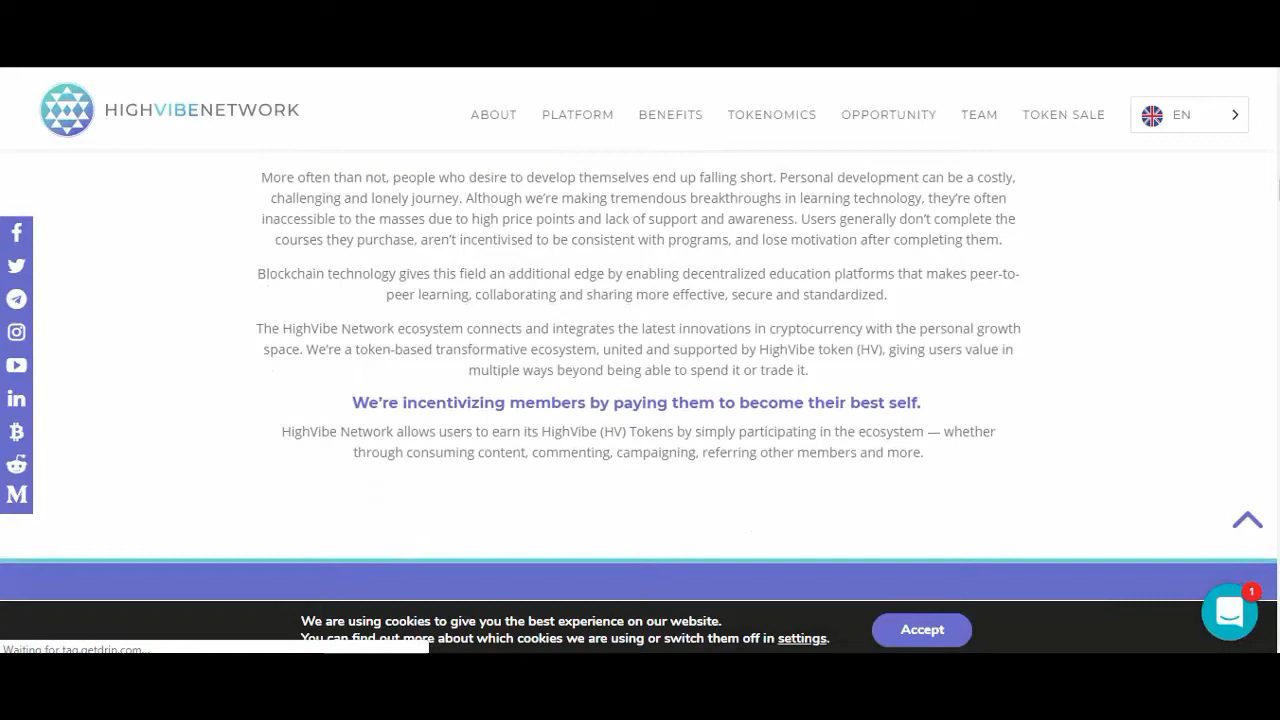 HIGHVIBENETWORK
ABOUT PLATFORM BENEFITS TOKENOMICS OPPORTUNITY TEAM TOKEN SALE EN
More often than not, people who desire to develop themselves end up falling short. Personal development can be a costly,
challenging and lonely journey. Although we're making tremendous breakthroughs in learning technology, they're often
inaccessible to the masses due to high price points and lack of support and awareness. Users generally don't complete the
courses they purchase, aren't incentivised to be consistent with programs, and lose motivation after completing them.
Blockchain technology gives this field an additional edge by enabling decentralized education platforms that makes peer-to-
peer learning, collaborating and sharing more effective, secure and standardized.
The HighVibe Network ecosystem connects and integrates the latest innovations in cryptocurrency with the personal growth
space. We're a token-based transformative ecosystem, united and supported by HighVibe token (HV), giving users value in
multiple ways beyond being able to spend it or trade it.
We're incentivizing members by paying them to become their best self.
HighVibe Network allows users to earn its HighVibe (HV) Tokens by simply participating in the ecosystem — whether
through consuming content, commenting, campaigning, referring other members and more.
1
We are using cookies to give you the best experience on our website.
You can find out more about which cookies we are using or switch them off in settings.
Accept
Waiting for tag.getdrip.com...